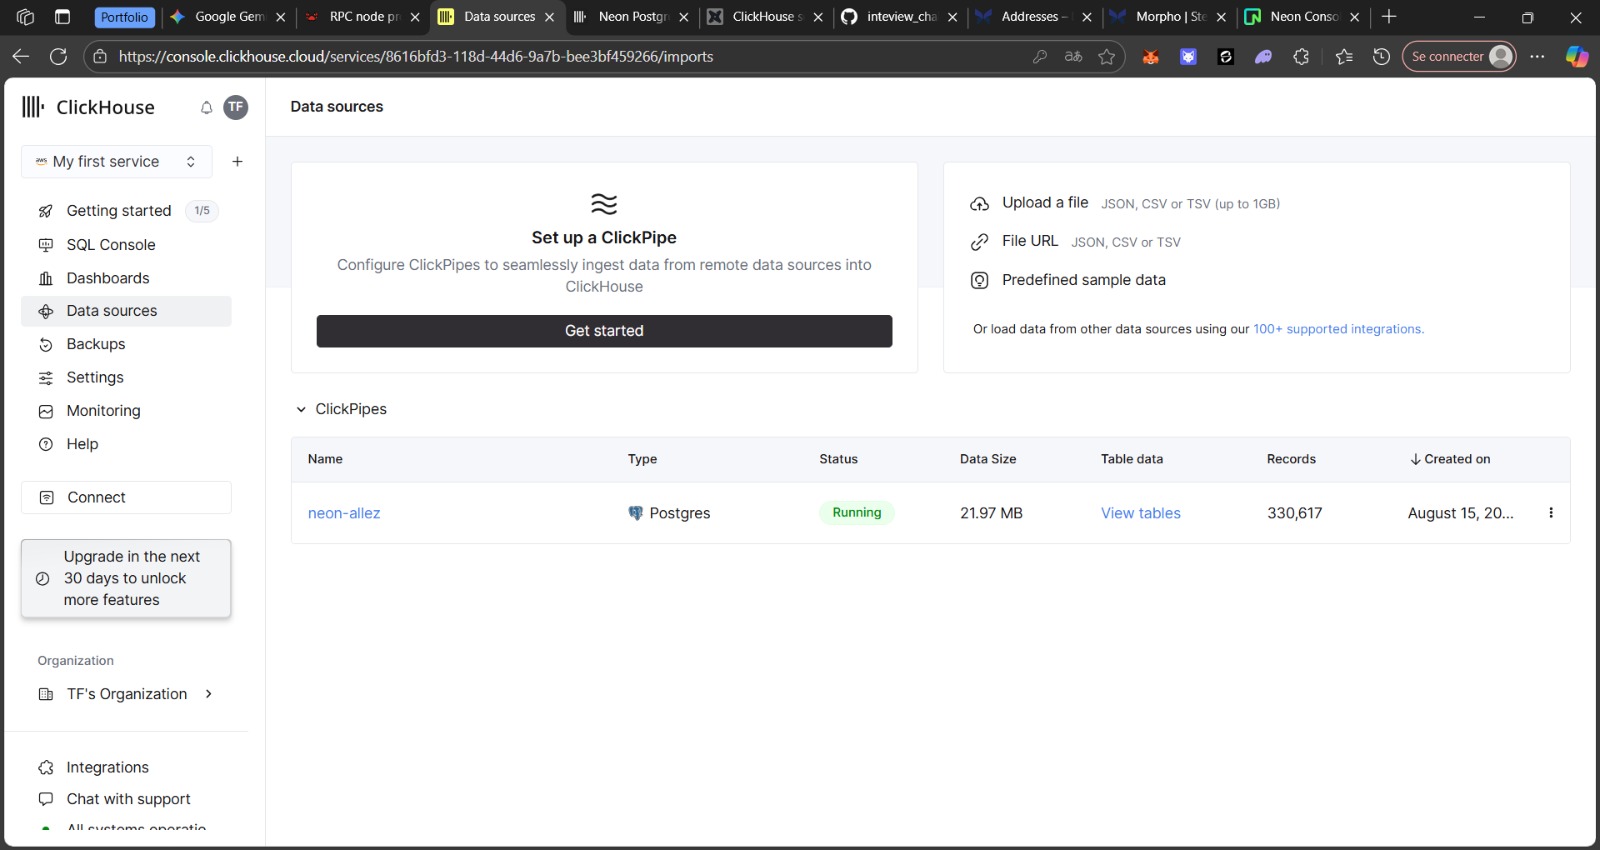 Portfolio
Google Gem
RPC node pr
Data sources
Neon Postgr
ClickHouse s
inteview_cha
Addresses –
Morpho | Ste
Neon Conso
https://console.clickhouse.cloud/services/8616bfd3-118d-44d6-9a7b-bee3bf459266/imports
Se connecter
ClickHouse
TF
aws My first service
Getting started 1/5
SQL Console
Dashboards
Data sources
Backups
Settings
Monitoring
Help
Connect
Upgrade in the next
30 days to unlock
more features
Organization
TF's Organization
Integrations
Chat with support
All systems operatio
Data sources
Set up a ClickPipe
Configure ClickPipes to seamlessly ingest data from remote data sources into
ClickHouse
Get started
Upload a file JSON, CSV or TSV (up to 1GB)
File URL JSON, CSV or TSV
Predefined sample data
Or load data from other data sources using our 100+ supported integrations.
ClickPipes
Name Type Status Data Size Table data Records Created on
neon-allez Postgres Running 21.97 MB View tables 330,617 August 15, 20...